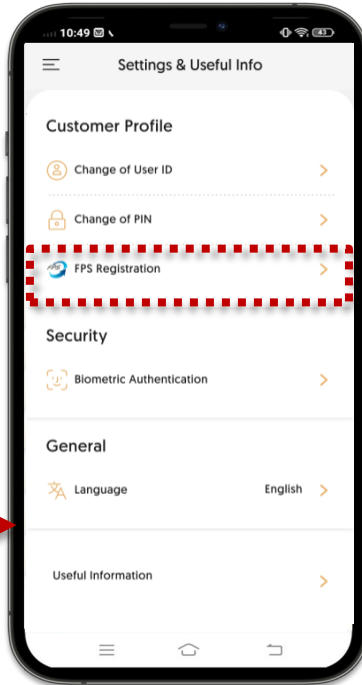 10:49
43
Settings & Useful Info
Customer Profile
Change of User ID
Change of PIN
FPS Registration
Security
Biometric Authentication
General
Language English
Useful Information